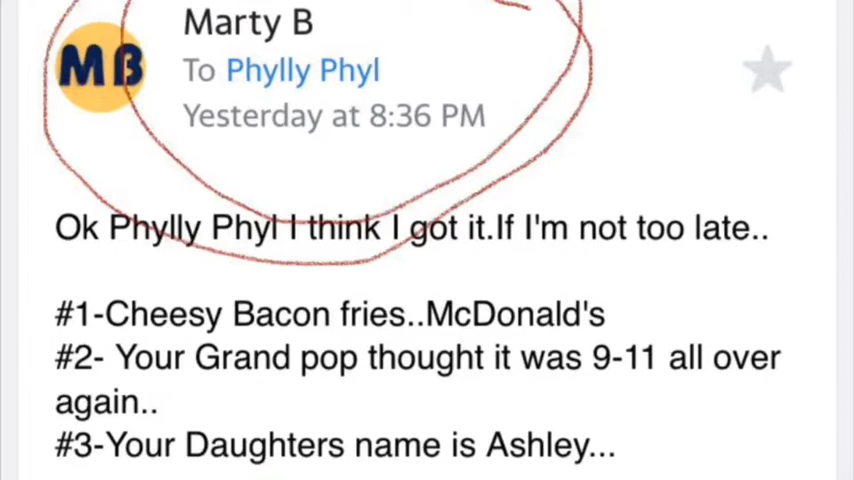 Marty B
MB
To Phylly Phyl
Yesterday at 8:36 PM
Ok Phylly Phyl I think I got it.If I'm not too late..
#1-Cheesy Bacon fries..McDonald's
#2- Your Grand pop thought it was 9-11 all over
again..
#3-Your Daughters name is Ashley...